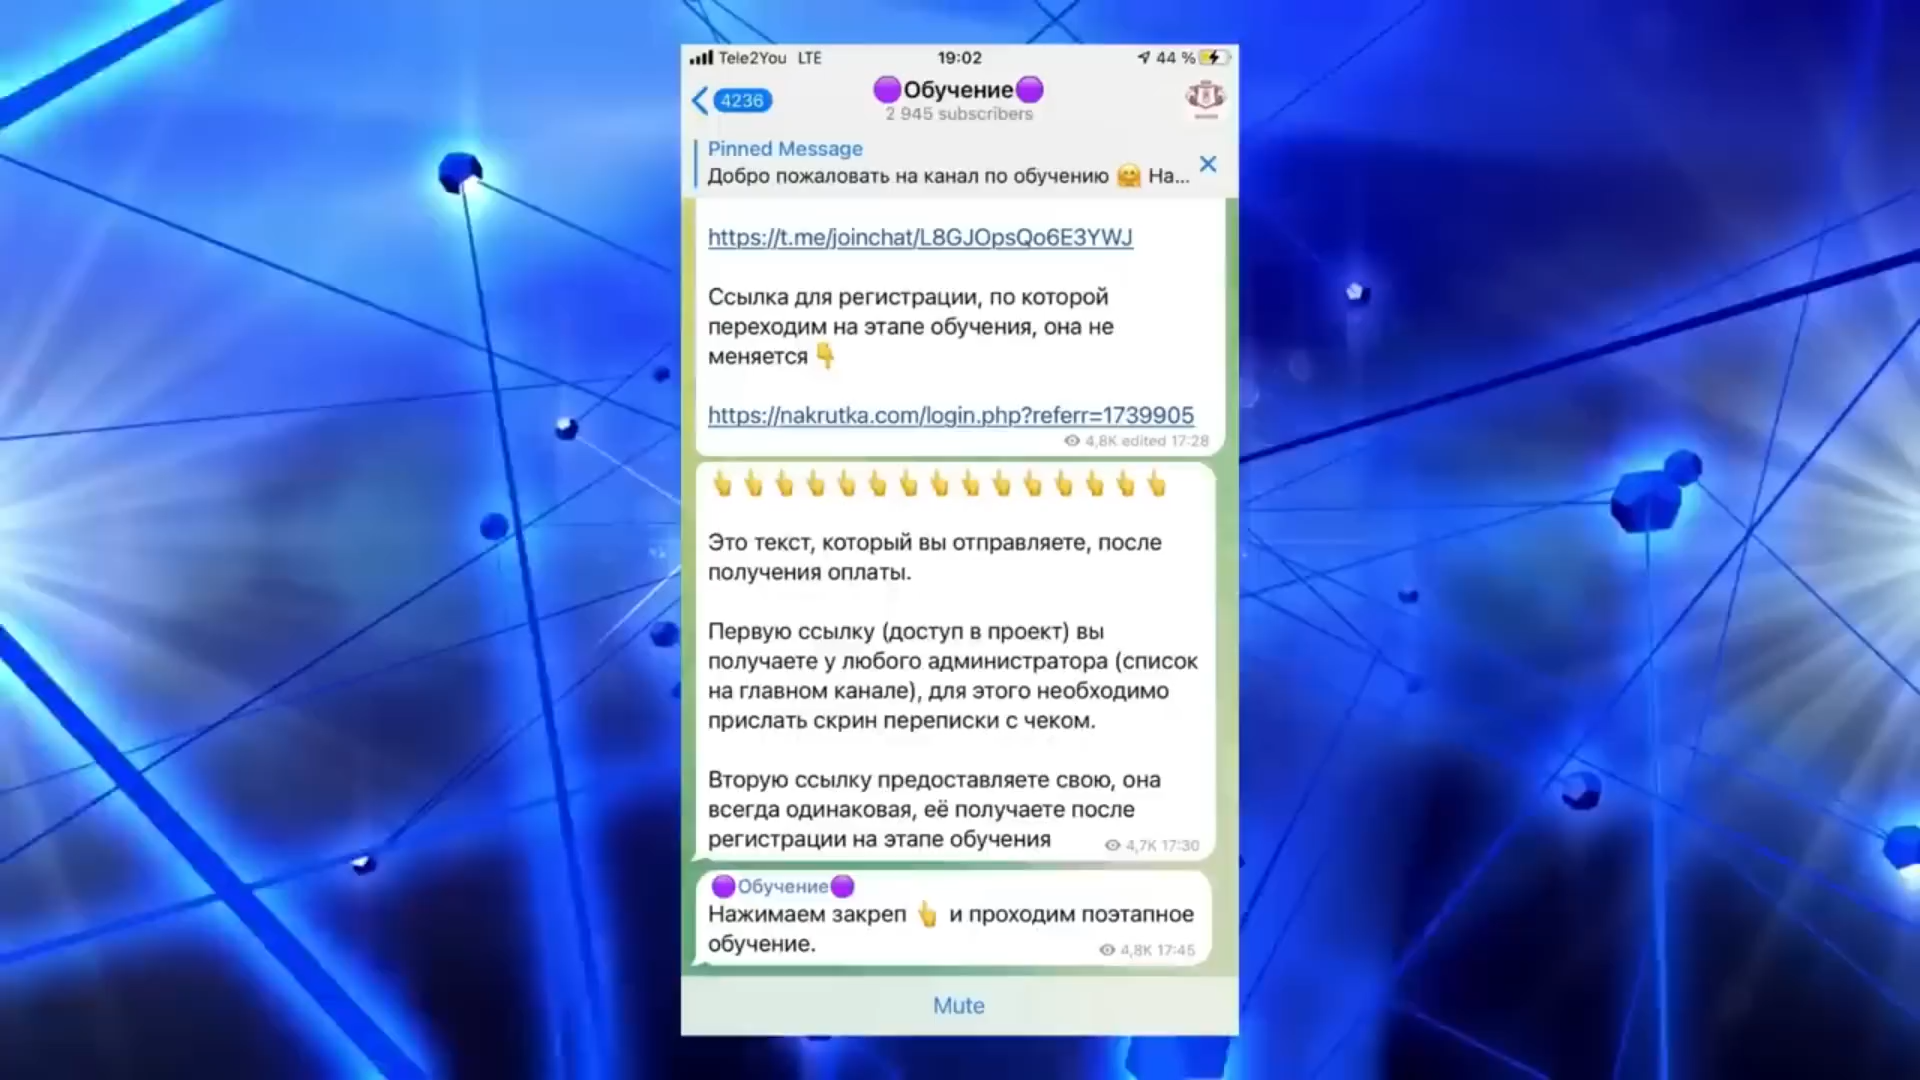 Tele2You LTE 19:02 44 %
4236 🟣Обучение🟣
2 945 subscribers
Pinned Message
Добро пожаловать на канал по обучению 🤗 На...
https://t.me/joinchat/L8GJOpsQo6E3YWJ
Ссылка для регистрации, по которой
переходим на этапе обучения, она не
меняется 👇
https://nakrutka.com/login.php?referr=1739905
4,8K edited 17:28
👆👆👆👆👆👆👆👆👆👆👆👆👆👆👆
Это текст, который вы отправляете, после
получения оплаты.
Первую ссылку (доступ в проект) вы
получаете у любого администратора (список
на главном канале), для этого необходимо
прислать скрин переписки с чеком.
Вторую ссылку предоставляете свою, она
всегда одинаковая, её получаете после
регистрации на этапе обучения 4,7K 17:30
🟣Обучение🟣
Нажимаем закреп 👆 и проходим поэтапное
обучение. 4,8K 17:45
Mute